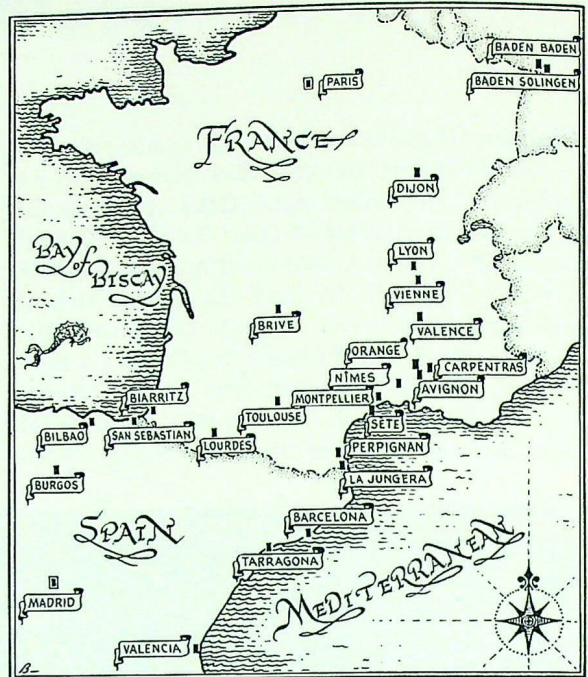 BADEN BADEN
PARIS
BADEN SOLINGEN
FRANCE
DIJON
LYON
BAY
of
BISCAY
VIENNE
BRIVE
VALENCE
ORANGE
CARPENTRAS
NÎMES
AVIGNON
BIARRITZ
MONTPELLIER
TOULOUSE
SÈTE
BILBAO
SAN SEBASTIAN
LOURDES
PERPIGNAN
BURGOS
LA JUNGERA
SPAIN
BARCELONA
TARRAGONA
MEDITERRANEAN
MADRID
VALENCIA
B—